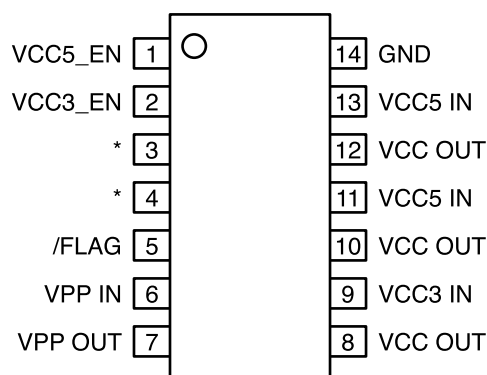 VCC5_EN 1 14 GND
VCC3_EN 2 13 VCC5 IN
* 3 12 VCC OUT
* 4 11 VCC5 IN
/FLAG 5 10 VCC OUT
VPP IN 6 9 VCC3 IN
VPP OUT 7 8 VCC OUT